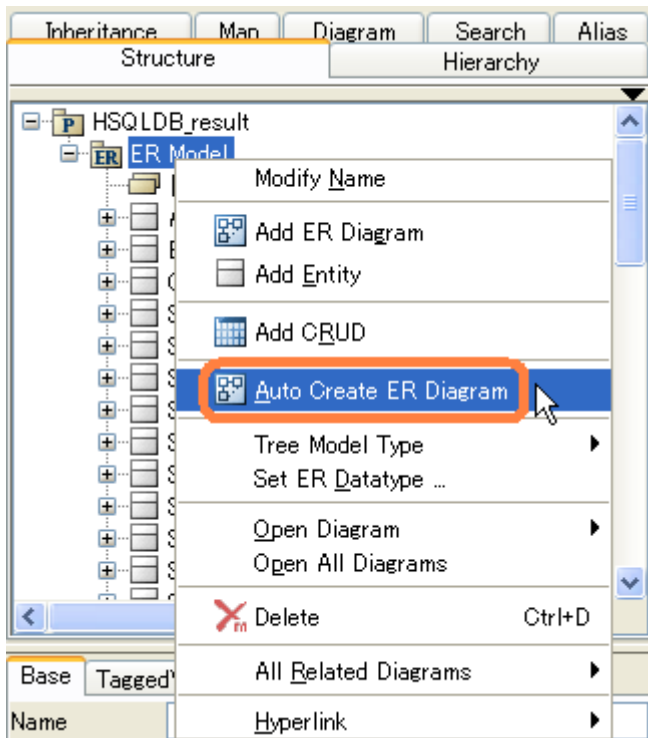 Inheritance Map Diagram Search Alias
Structure Hierarchy
HSQLDB_result
ER Model
Modify Name
Add ER Diagram
Add Entity
Add CRUD
Auto Create ER Diagram
Tree Model Type
Set ER Datatype ...
Open Diagram
Open All Diagrams
Delete Ctrl+D
All Related Diagrams
Hyperlink
Base Tagged
Name